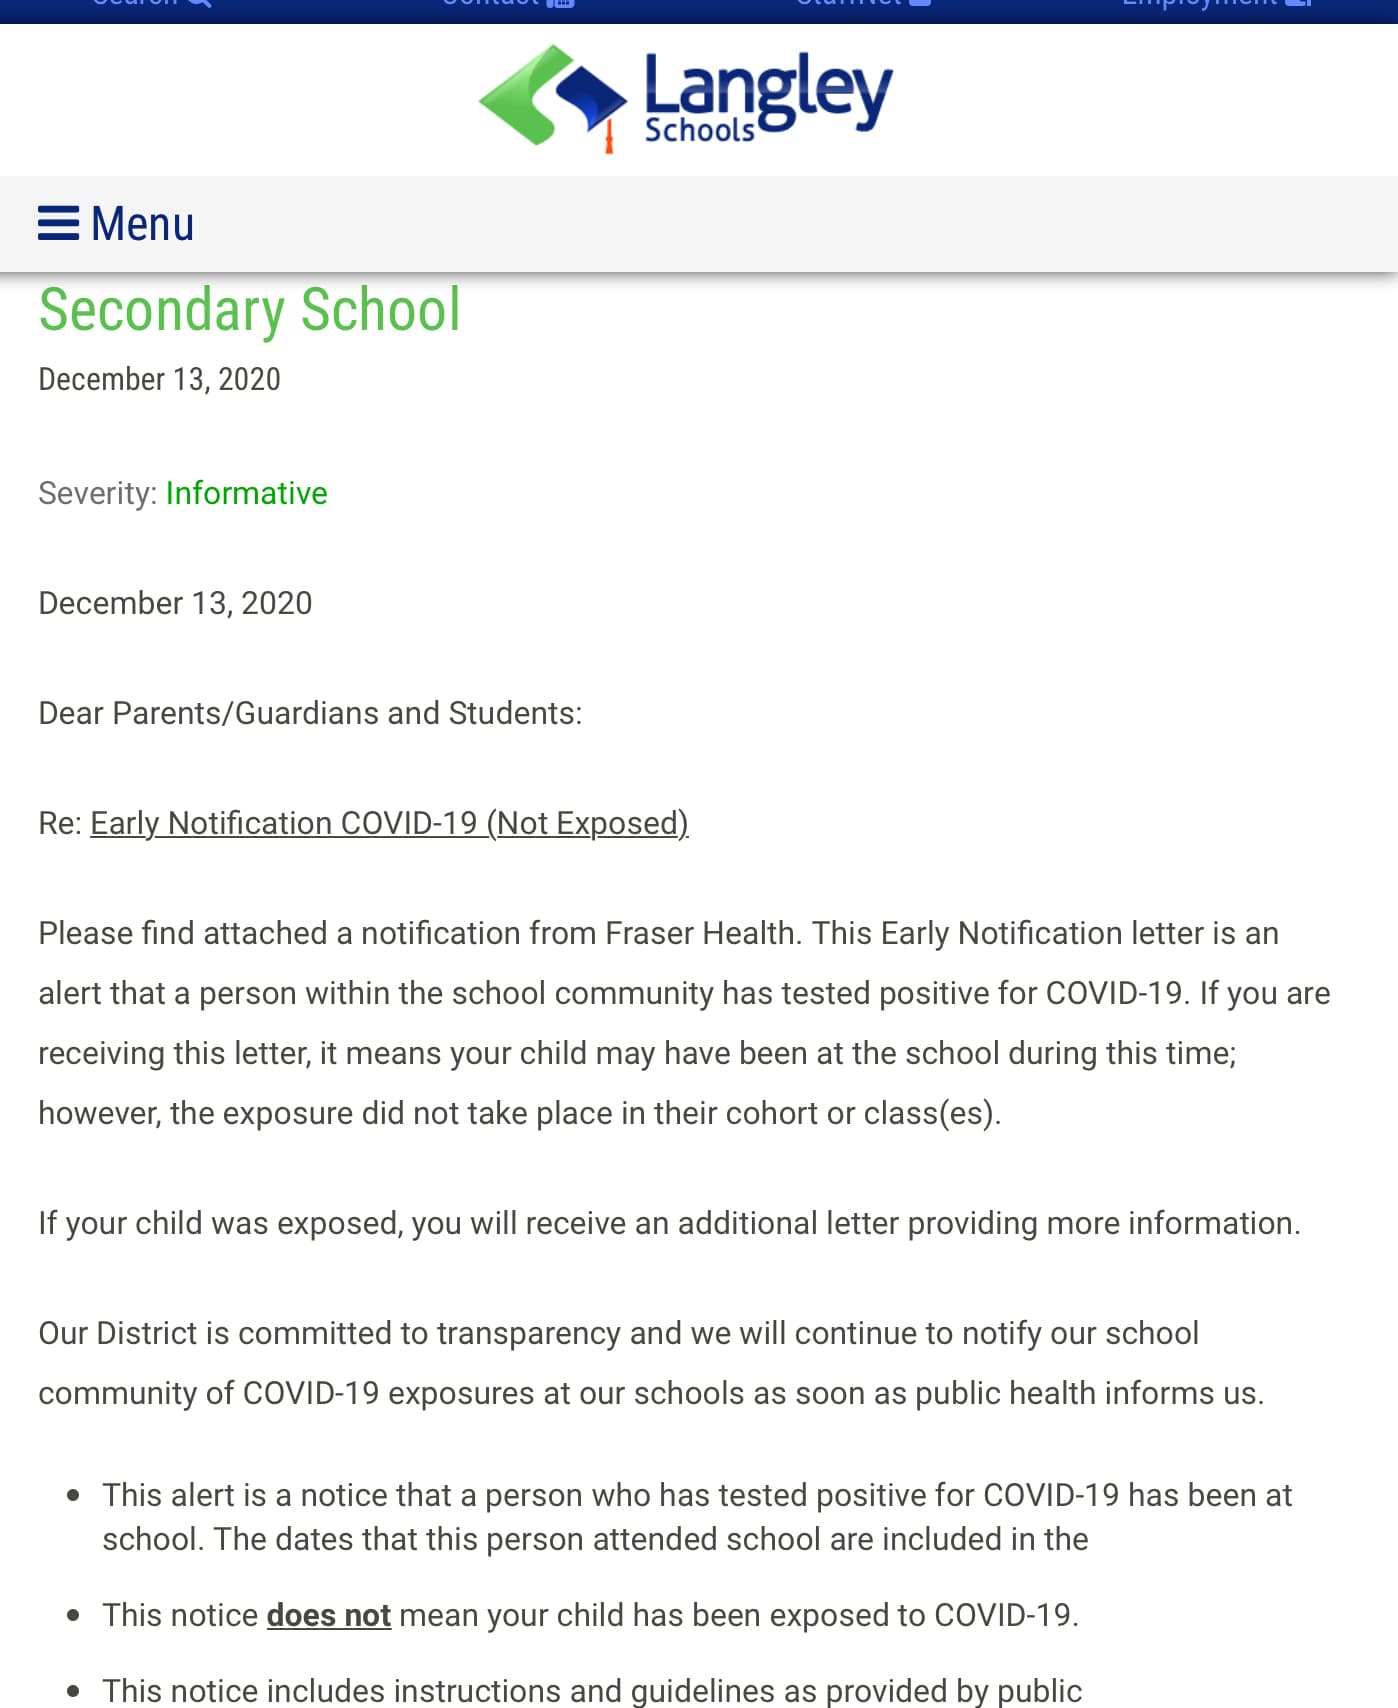 Search
Contact
StaffNet
Employment
Langley
Schools
Menu
Secondary School
December 13, 2020
Severity: Informative
December 13, 2020
Dear Parents/Guardians and Students:
Re: Early Notification COVID-19 (Not Exposed)
Please find attached a notification from Fraser Health. This Early Notification letter is an
alert that a person within the school community has tested positive for COVID-19. If you are
receiving this letter, it means your child may have been at the school during this time;
however, the exposure did not take place in their cohort or class(es).
If your child was exposed, you will receive an additional letter providing more information.
Our District is committed to transparency and we will continue to notify our school
community of COVID-19 exposures at our schools as soon as public health informs us.
• This alert is a notice that a person who has tested positive for COVID-19 has been at
school. The dates that this person attended school are included in the
• This notice does not mean your child has been exposed to COVID-19.
• This notice includes instructions and guidelines as provided by public